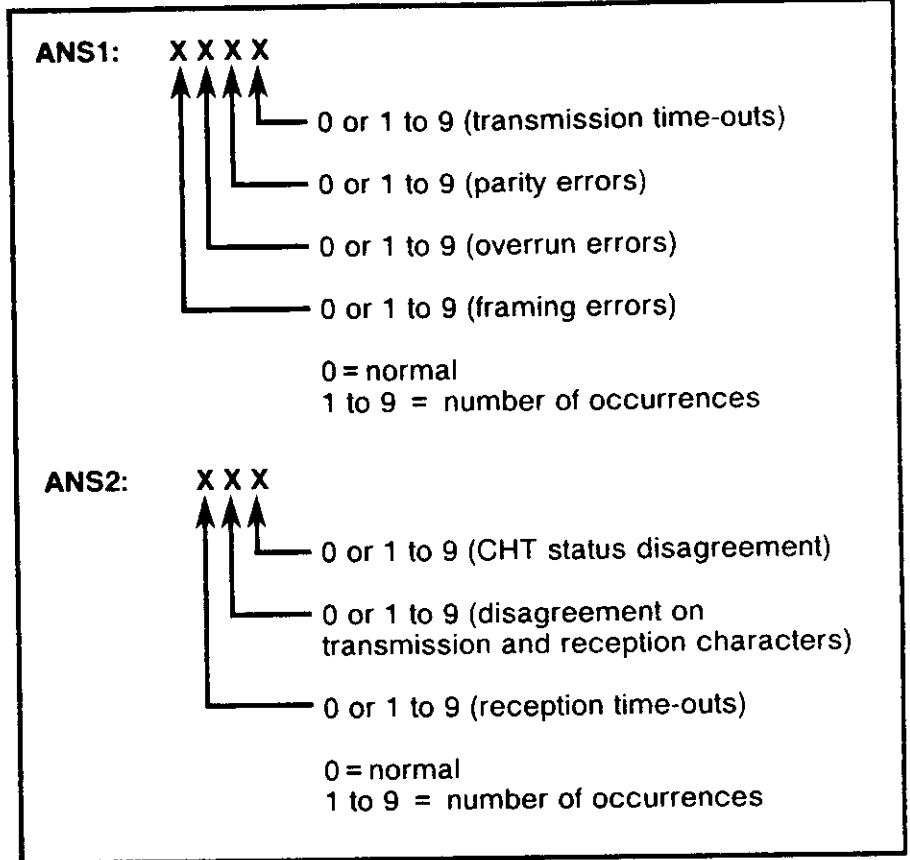 ANS1: X X X X
0 or 1 to 9 (transmission time-outs)
0 or 1 to 9 (parity errors)
0 or 1 to 9 (overrun errors)
0 or 1 to 9 (framing errors)
0 = normal
1 to 9 = number of occurrences
ANS2: X X X
0 or 1 to 9 (CHT status disagreement)
0 or 1 to 9 (disagreement on
transmission and reception characters)
0 or 1 to 9 (reception time-outs)
0 = normal
1 to 9 = number of occurrences